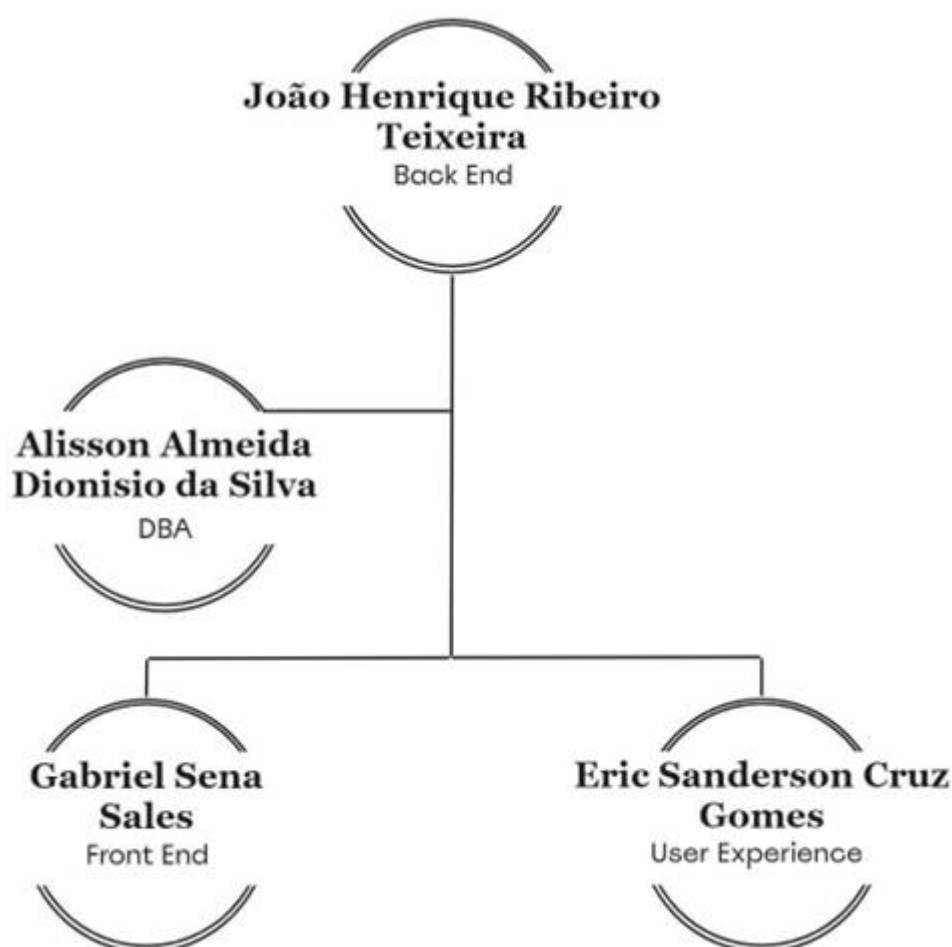 João Henrique Ribeiro
Teixeira
Back End
Alisson Almeida
Dionisio da Silva
DBA
Gabriel Sena
Sales
Front End
Eric Sanderson Cruz
Gomes
User Experience